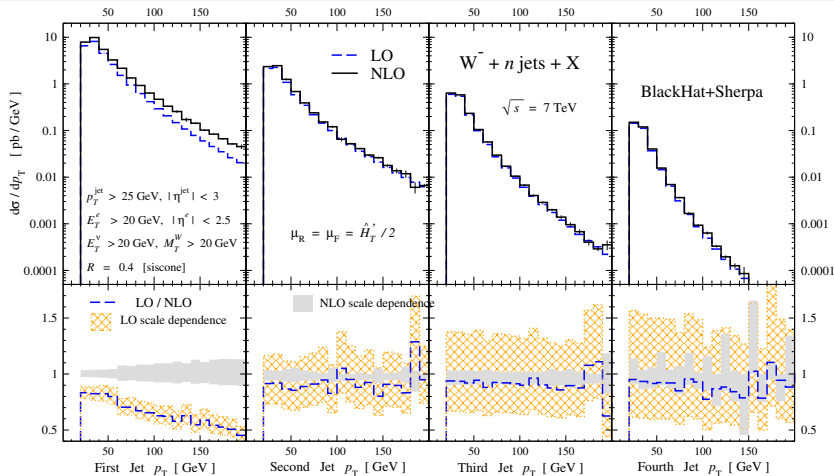 50 100 150 50 100 150 50 100 150 50 100 150
10
1
0.1
0.01
0.001
0.0001
dσ / dp_T [ pb / GeV ]
p_T^jet > 25 GeV, | η^jet | < 3
E_T^e > 20 GeV, | η^e | < 2.5
E_T^ν > 20 GeV, M_T^W > 20 GeV
R = 0.4 [siscone]
LO
NLO
μ_R = μ_F = Ĥ_T' / 2
W^- + n jets + X
√s = 7 TeV
BlackHat+Sherpa
10
1
0.1
0.01
0.001
0.0001
1.5
1
0.5
LO / NLO
LO scale dependence
NLO scale dependence
1.5
1
0.5
50 100 150 50 100 150 50 100 150 50 100 150
First Jet p_T [ GeV ]
Second Jet p_T [ GeV ]
Third Jet p_T [ GeV ]
Fourth Jet p_T [ GeV ]